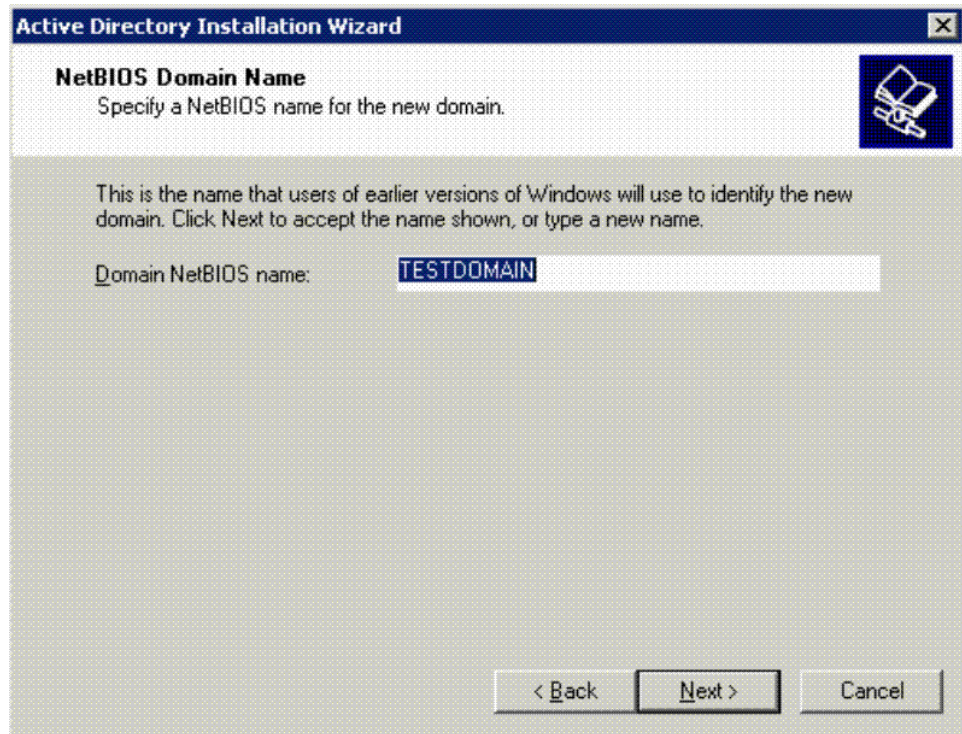 Active Directory Installation Wizard
NetBIOS Domain Name
Specify a NetBIOS name for the new domain.
This is the name that users of earlier versions of Windows will use to identify the new
domain. Click Next to accept the name shown, or type a new name.
Domain NetBIOS name: TESTDOMAIN
< Back Next > Cancel